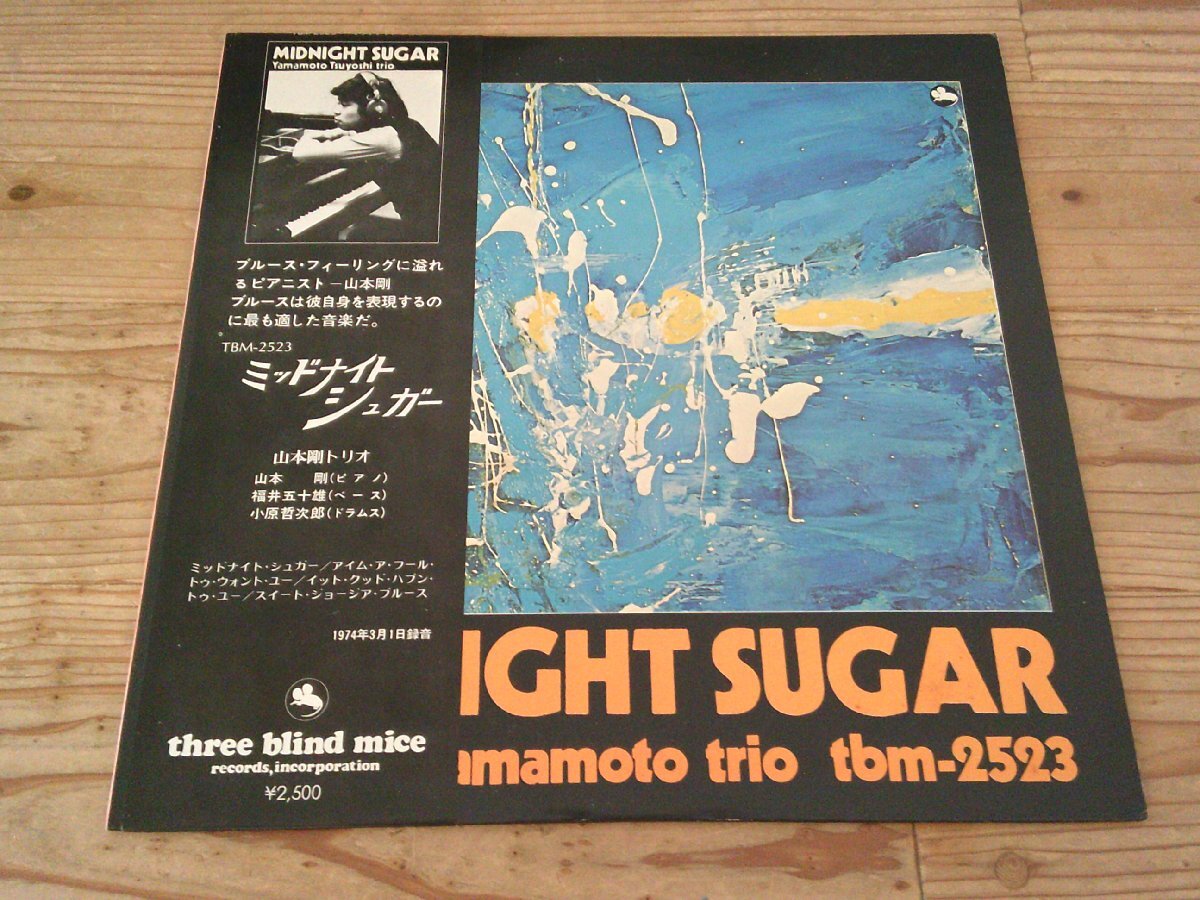 MIDNIGHT SUGAR
Yamamoto Tsuyoshi trio
ブルース・フィーリングに溢れ
るピアニスト－山本剛
ブルースは彼自身を表現するの
に最も適した音楽だ。
TBM-2523
ミッドナイト
シュガー
山本剛トリオ
山本 剛(ピアノ)
福井五十雄(ベース)
小原哲次郎(ドラムス)
ミッドナイト・シュガー／アイム・ア・フール・
トゥ・ウォント・ユー／イット・クッド・ハプン・
トゥ・ユー／スイート・ジョージア・ブルース
1974年3月1日録音
three blind mice
records, incorporation
¥2,500
IGHT SUGAR
amamoto trio tbm-2523